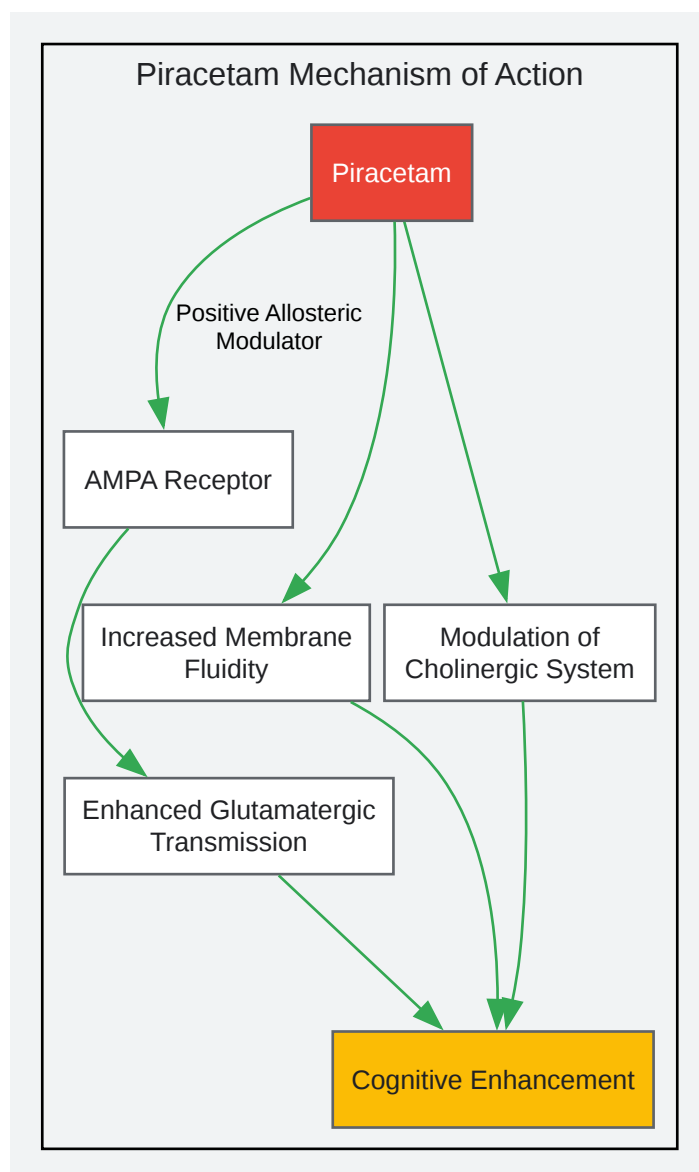 Piracetam Mechanism of Action
Piracetam
Positive Allosteric
Modulator
AMPA Receptor
Increased Membrane
Fluidity
Modulation of
Cholinergic System
Enhanced Glutamatergic
Transmission
Cognitive Enhancement